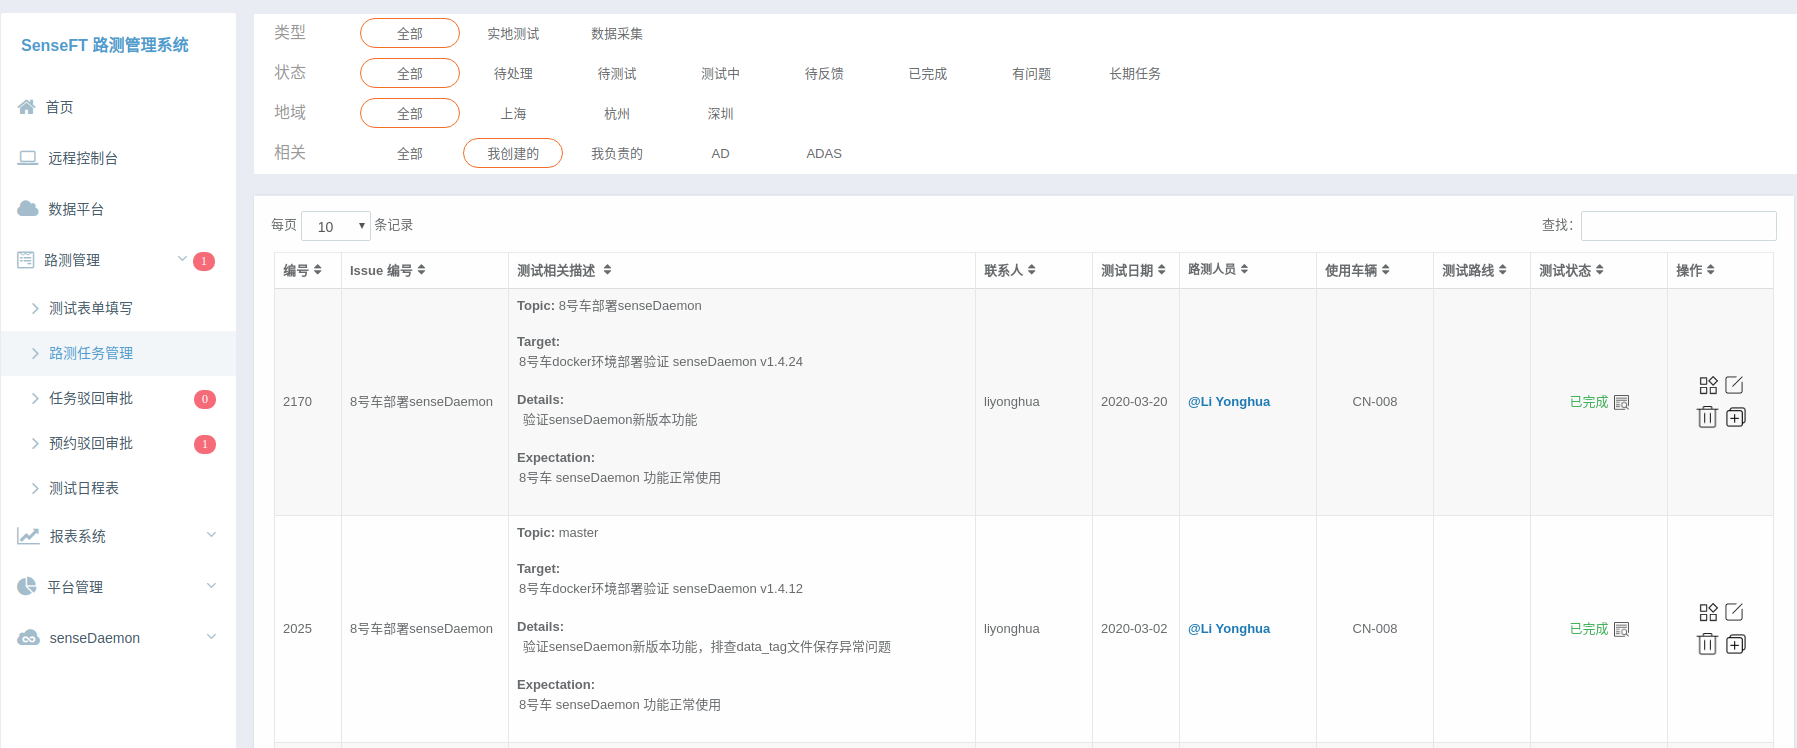 SenseFT 路测管理系统
首页
远程控制台
数据平台
路测管理 1
测试表单填写
路测任务管理
任务驳回审批 0
预约驳回审批 1
测试日程表
报表系统
平台管理
senseDaemon
类型 全部 实地测试 数据采集
状态 全部 待处理 待测试 测试中 待反馈 已完成 有问题 长期任务
地域 全部 上海 杭州 深圳
相关 全部 我创建的 我负责的 AD ADAS
每页 10 条记录 查找：
编号 Issue 编号 测试相关描述 联系人 测试日期 路测人员 使用车辆 测试路线 测试状态 操作
Topic: 8号车部署senseDaemon
Target:
8号车docker环境部署验证 senseDaemon v1.4.24
Details:
2170 8号车部署senseDaemon liyonghua 2020-03-20 @Li Yonghua CN-008 已完成
验证senseDaemon新版本功能
Expectation:
8号车 senseDaemon 功能正常使用
Topic: master
Target:
8号车docker环境部署验证 senseDaemon v1.4.12
Details:
2025 8号车部署senseDaemon liyonghua 2020-03-02 @Li Yonghua CN-008 已完成
验证senseDaemon新版本功能，排查data_tag文件保存异常问题
Expectation:
8号车 senseDaemon 功能正常使用